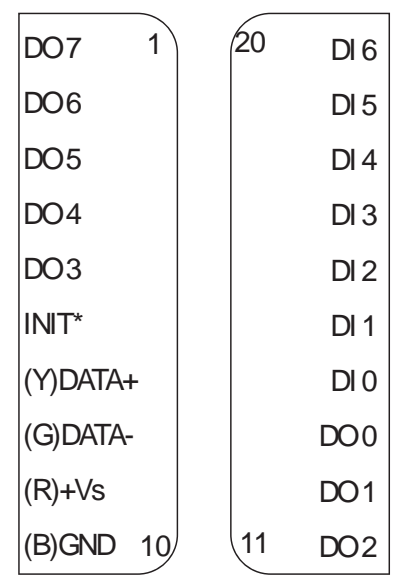 DO7 1
DO6
DO5
DO4
DO3
INIT*
(Y)DATA+
(G)DATA-
(R)+Vs
(B)GND 10
20 DI6
DI5
DI4
DI3
DI2
DI1
DI0
DO0
DO1
11 DO2